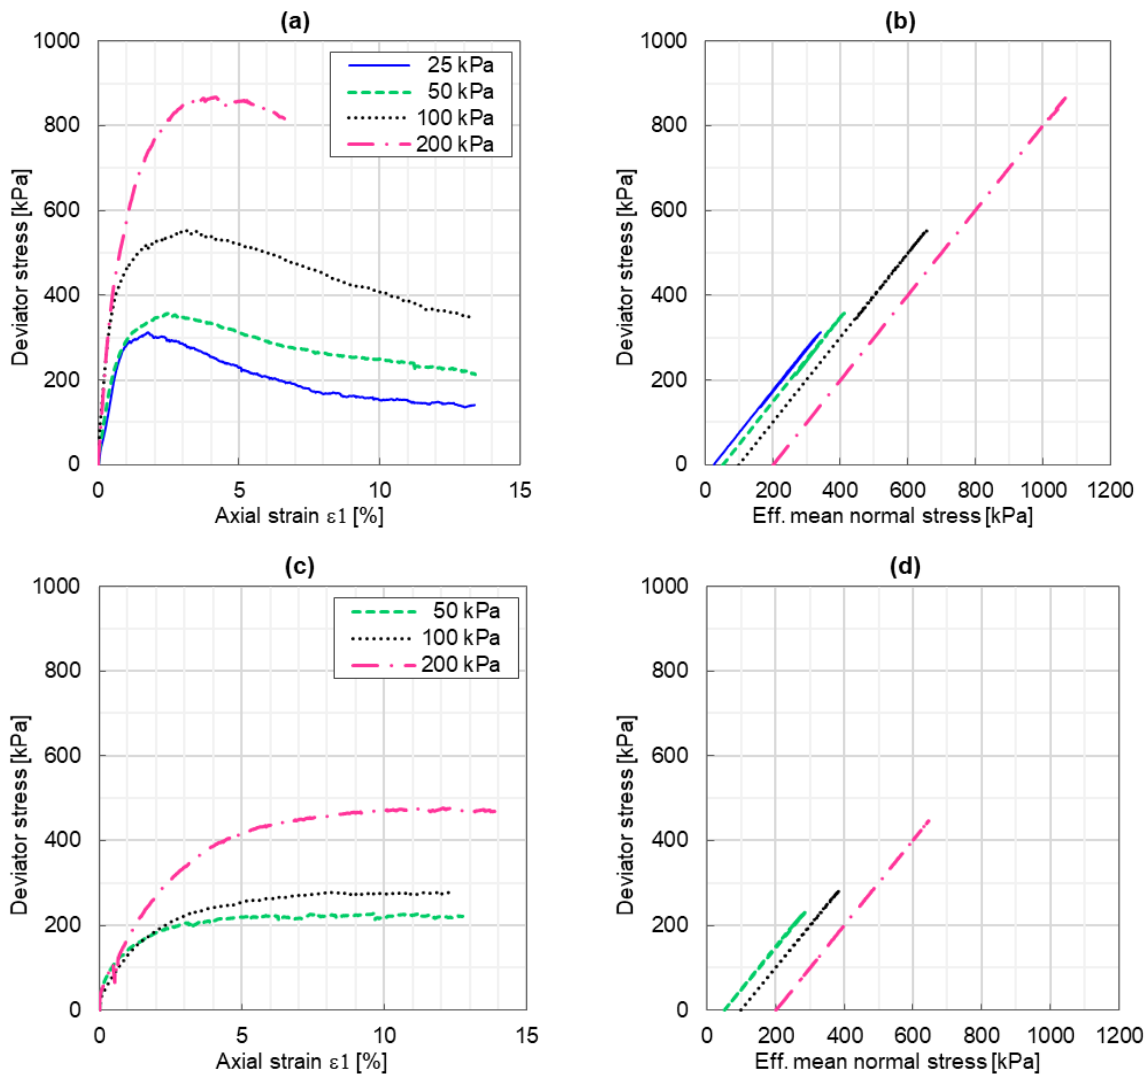 (a)
1000
800
600
400
200
0
Deviator stress [kPa]
25 kPa
50 kPa
100 kPa
200 kPa
0 5 10 15
Axial strain ε1 [%]
(b)
1000
800
600
400
200
0
Deviator stress [kPa]
0 200 400 600 800 1000 1200
Eff. mean normal stress [kPa]
(c)
1000
800
600
400
200
0
Deviator stress [kPa]
50 kPa
100 kPa
200 kPa
0 5 10 15
Axial strain ε1 [%]
(d)
1000
800
600
400
200
0
Deviator stress [kPa]
0 200 400 600 800 1000 1200
Eff. mean normal stress [kPa]